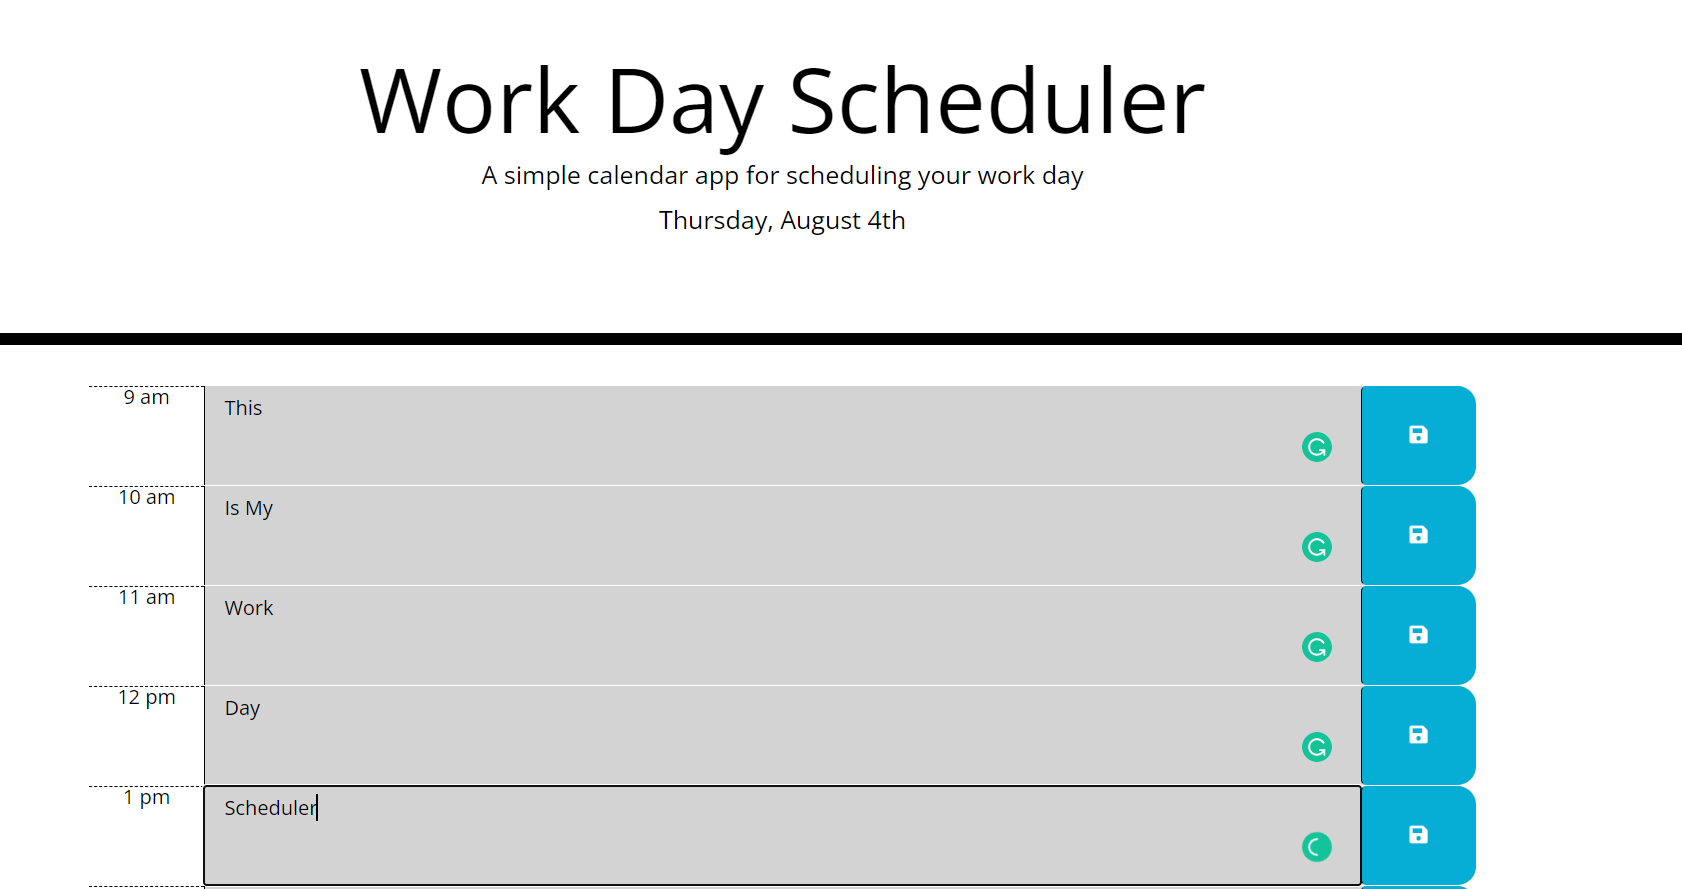 Work Day Scheduler
A simple calendar app for scheduling your work day
Thursday, August 4th
9 am
This
10 am
Is My
11 am
Work
12 pm
Day
1 pm
Scheduler